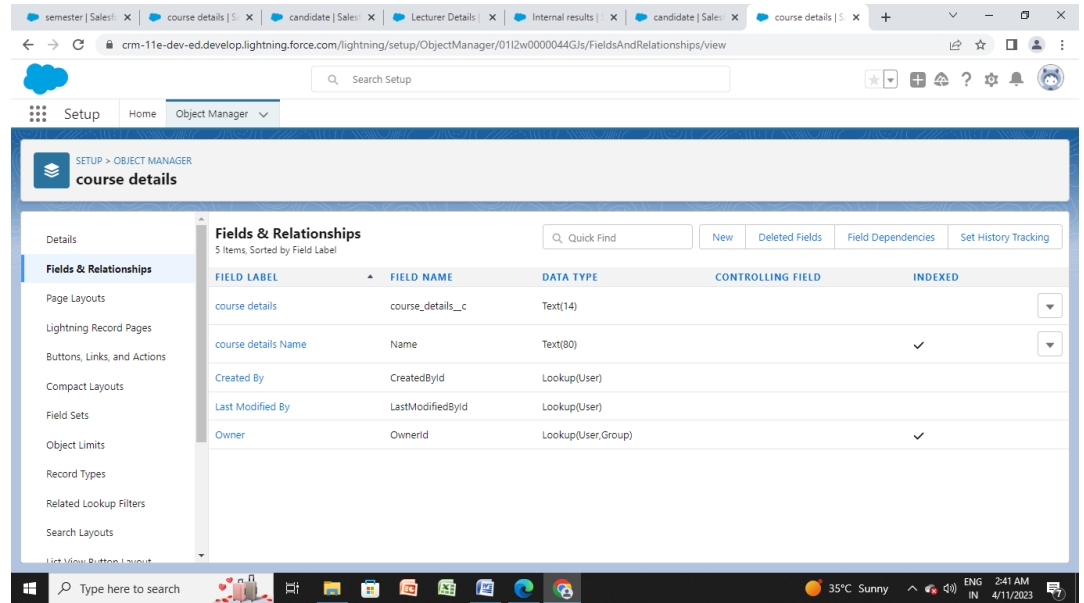 semester | Salesf
course details | S
candidate | Salesf
Lecturer Details |
Internal results | S
candidate | Salesf
course details | S
crm-11e-dev-ed.develop.lightning.force.com/lightning/setup/ObjectManager/01I2w0000044GJs/FieldsAndRelationships/view
Search Setup
Setup Home Object Manager
SETUP > OBJECT MANAGER
course details
Details
Fields & Relationships
Page Layouts
Lightning Record Pages
Buttons, Links, and Actions
Compact Layouts
Field Sets
Object Limits
Record Types
Related Lookup Filters
Search Layouts
List View Button Layout
Fields & Relationships
5 Items, Sorted by Field Label
Quick Find
New Deleted Fields Field Dependencies Set History Tracking
FIELD LABEL FIELD NAME DATA TYPE CONTROLLING FIELD INDEXED
course details course_details__c Text(14)
course details Name Name Text(80)
Created By CreatedById Lookup(User)
Last Modified By LastModifiedById Lookup(User)
Owner OwnerId Lookup(User,Group)
Type here to search
35°C Sunny
ENG 2:41 AM
IN 4/11/2023